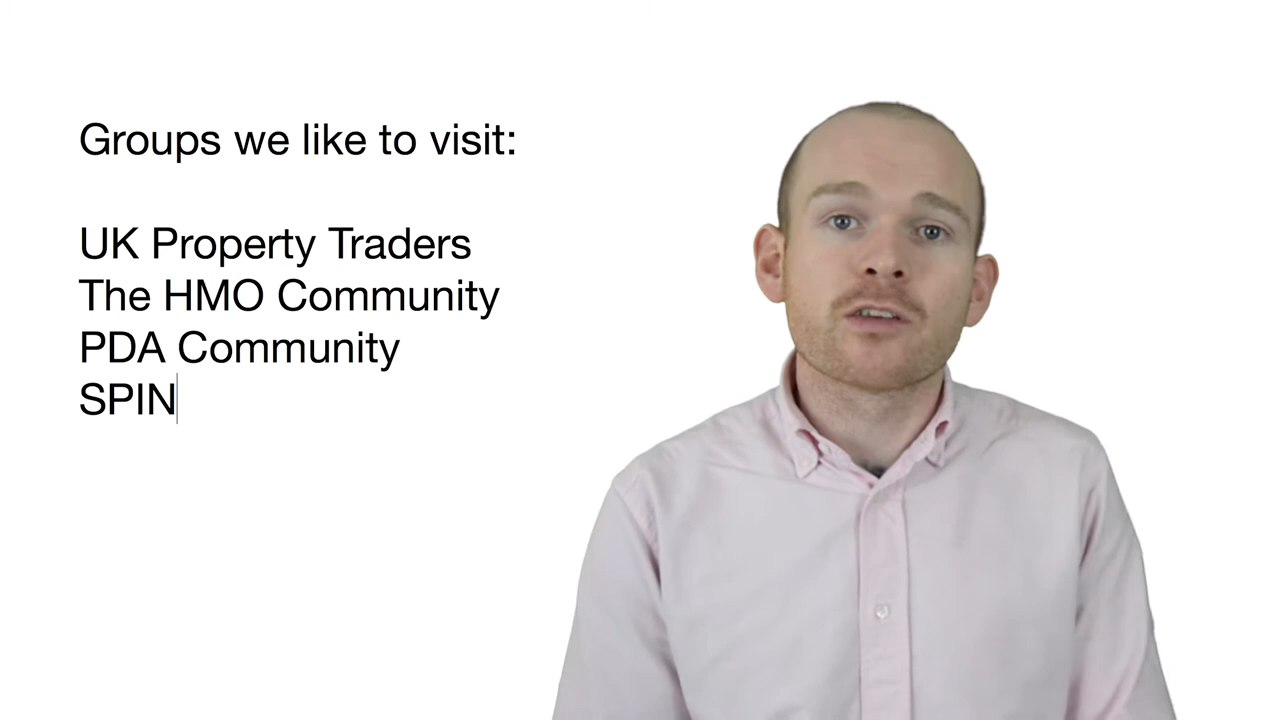 Groups we like to visit:
UK Property Traders
The HMO Community
PDA Community
SPIN